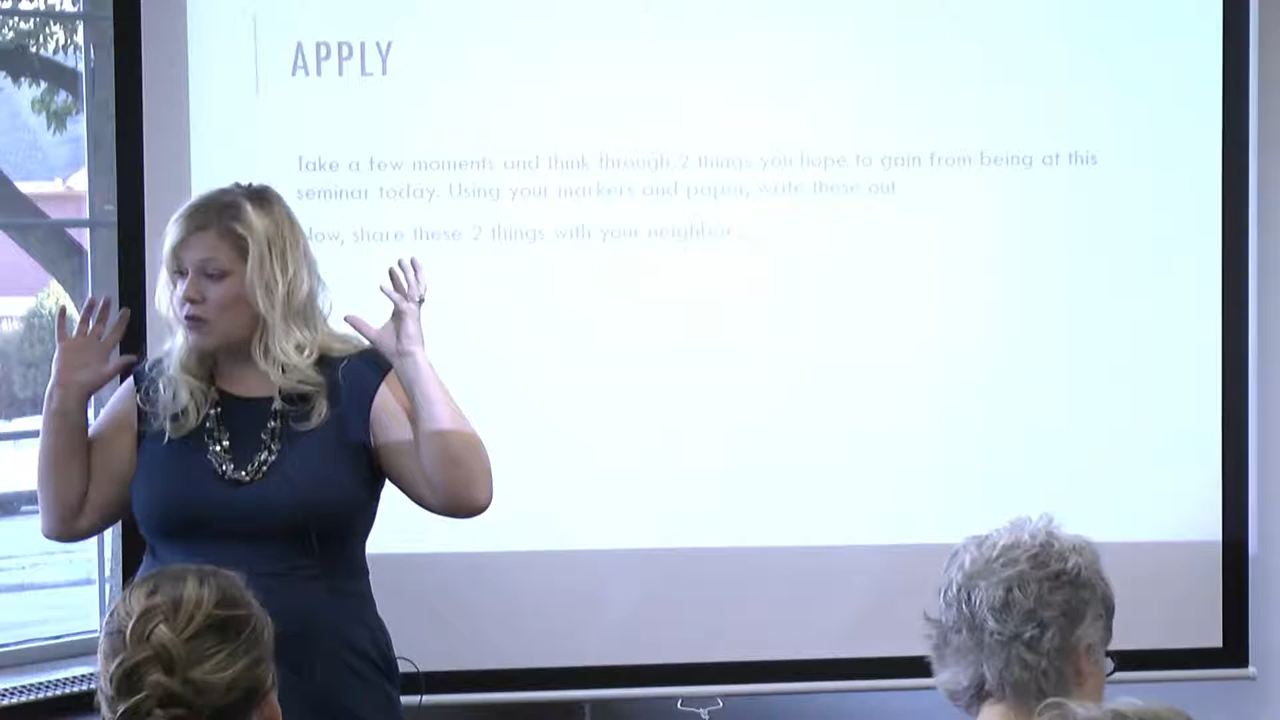 APPLY
Take a few moments and think through 2 things you hope to gain from being at this
seminar today. Using your markers and paper, write these out
Now, share these 2 things with your neighbor